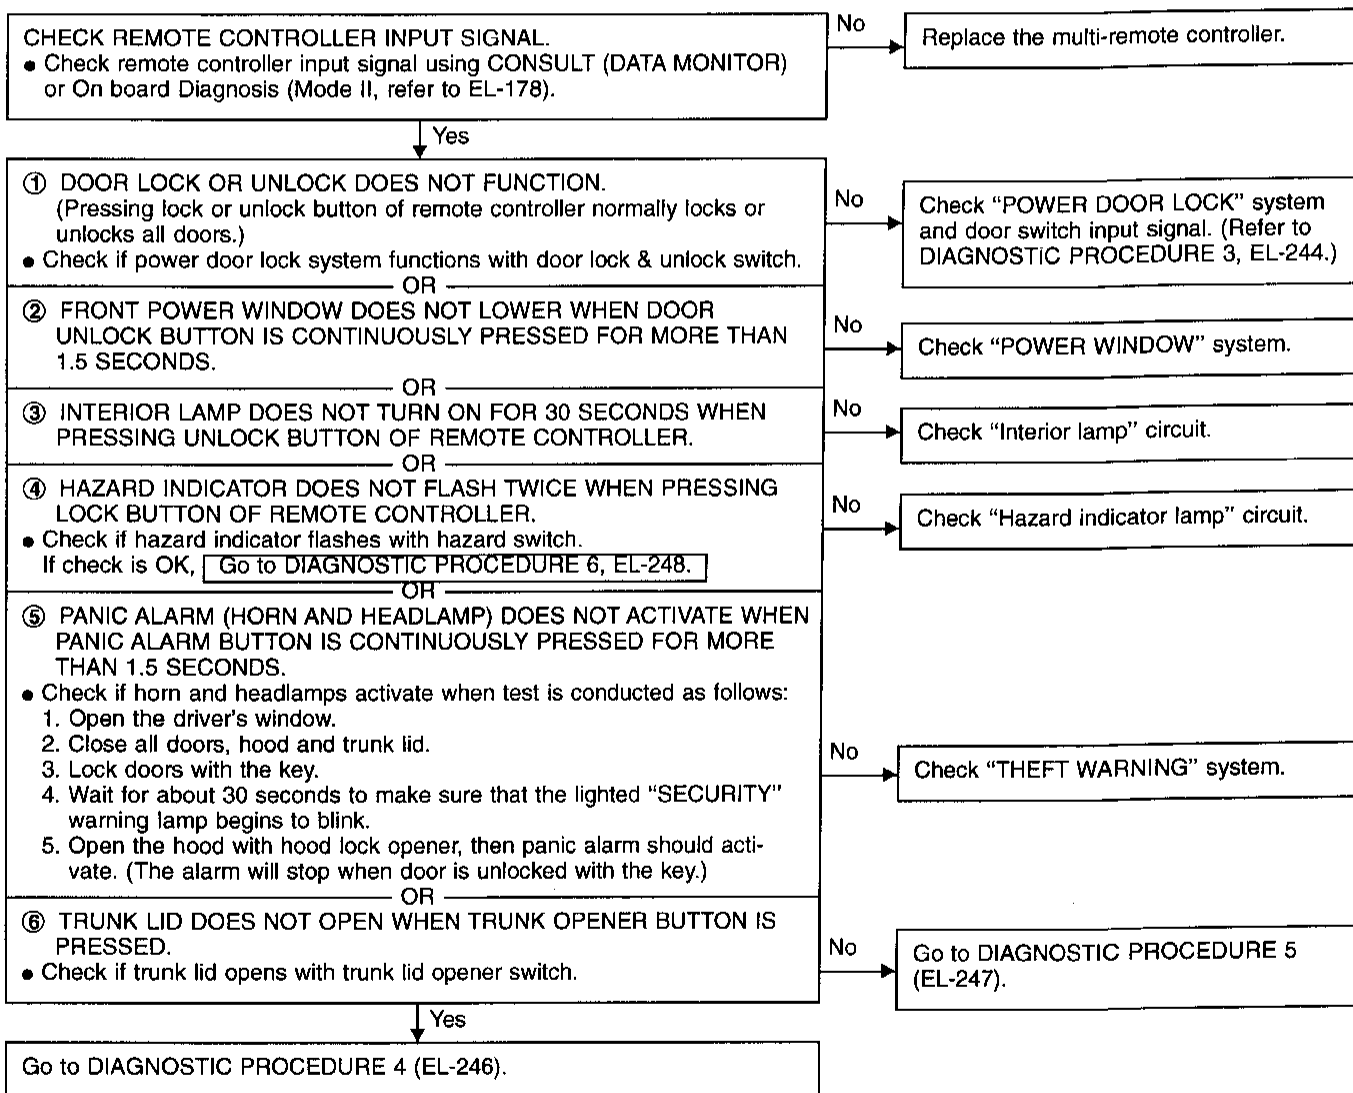 CHECK REMOTE CONTROLLER INPUT SIGNAL.
● Check remote controller input signal using CONSULT (DATA MONITOR)
or On board Diagnosis (Mode II, refer to EL-178).
No
Replace the multi-remote controller.
Yes
① DOOR LOCK OR UNLOCK DOES NOT FUNCTION.
(Pressing lock or unlock button of remote controller normally locks or
unlocks all doors.)
● Check if power door lock system functions with door lock & unlock switch.
No
Check “POWER DOOR LOCK” system
and door switch input signal. (Refer to
DIAGNOSTIC PROCEDURE 3, EL-244.)
OR
② FRONT POWER WINDOW DOES NOT LOWER WHEN DOOR
UNLOCK BUTTON IS CONTINUOUSLY PRESSED FOR MORE THAN
1.5 SECONDS.
No
Check “POWER WINDOW” system.
OR
③ INTERIOR LAMP DOES NOT TURN ON FOR 30 SECONDS WHEN
PRESSING UNLOCK BUTTON OF REMOTE CONTROLLER.
No
Check “Interior lamp” circuit.
OR
④ HAZARD INDICATOR DOES NOT FLASH TWICE WHEN PRESSING
LOCK BUTTON OF REMOTE CONTROLLER.
● Check if hazard indicator flashes with hazard switch.
If check is OK, Go to DIAGNOSTIC PROCEDURE 6, EL-248.
No
Check “Hazard indicator lamp” circuit.
OR
⑤ PANIC ALARM (HORN AND HEADLAMP) DOES NOT ACTIVATE WHEN
PANIC ALARM BUTTON IS CONTINUOUSLY PRESSED FOR MORE
THAN 1.5 SECONDS.
● Check if horn and headlamps activate when test is conducted as follows:
1. Open the driver’s window.
2. Close all doors, hood and trunk lid.
3. Lock doors with the key.
4. Wait for about 30 seconds to make sure that the lighted “SECURITY”
warning lamp begins to blink.
5. Open the hood with hood lock opener, then panic alarm should acti-
vate. (The alarm will stop when door is unlocked with the key.)
No
Check “THEFT WARNING” system.
OR
⑥ TRUNK LID DOES NOT OPEN WHEN TRUNK OPENER BUTTON IS
PRESSED.
● Check if trunk lid opens with trunk lid opener switch.
No
Go to DIAGNOSTIC PROCEDURE 5
(EL-247).
Yes
Go to DIAGNOSTIC PROCEDURE 4 (EL-246).